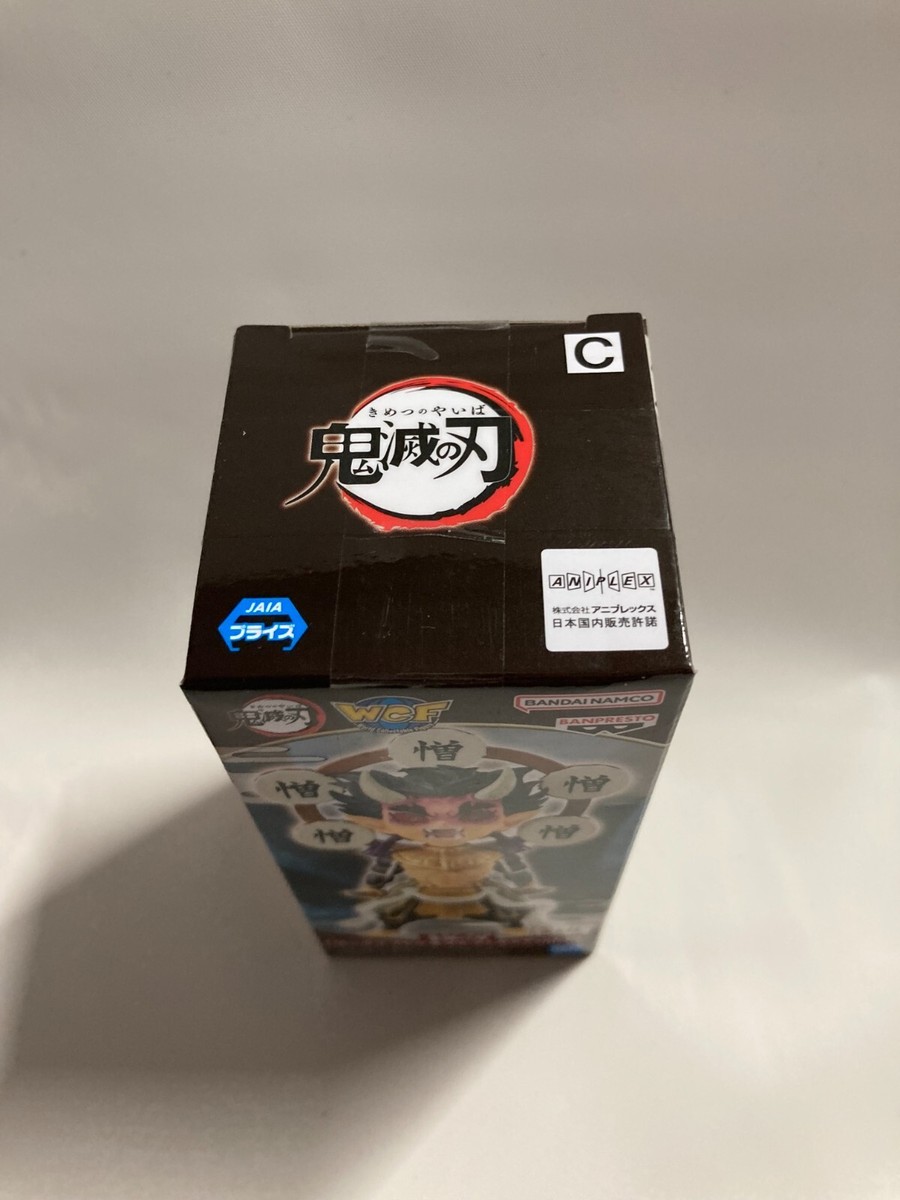 C
きめつのやいば
鬼滅の刃
ANIPLEX
株式会社 アニプレックス
日本国内販売許諾
JAIA
プライズ
鬼滅の刃
WCF
BANDAI NAMCO
BANPRESTO
憎
憎
憎
憎
憎